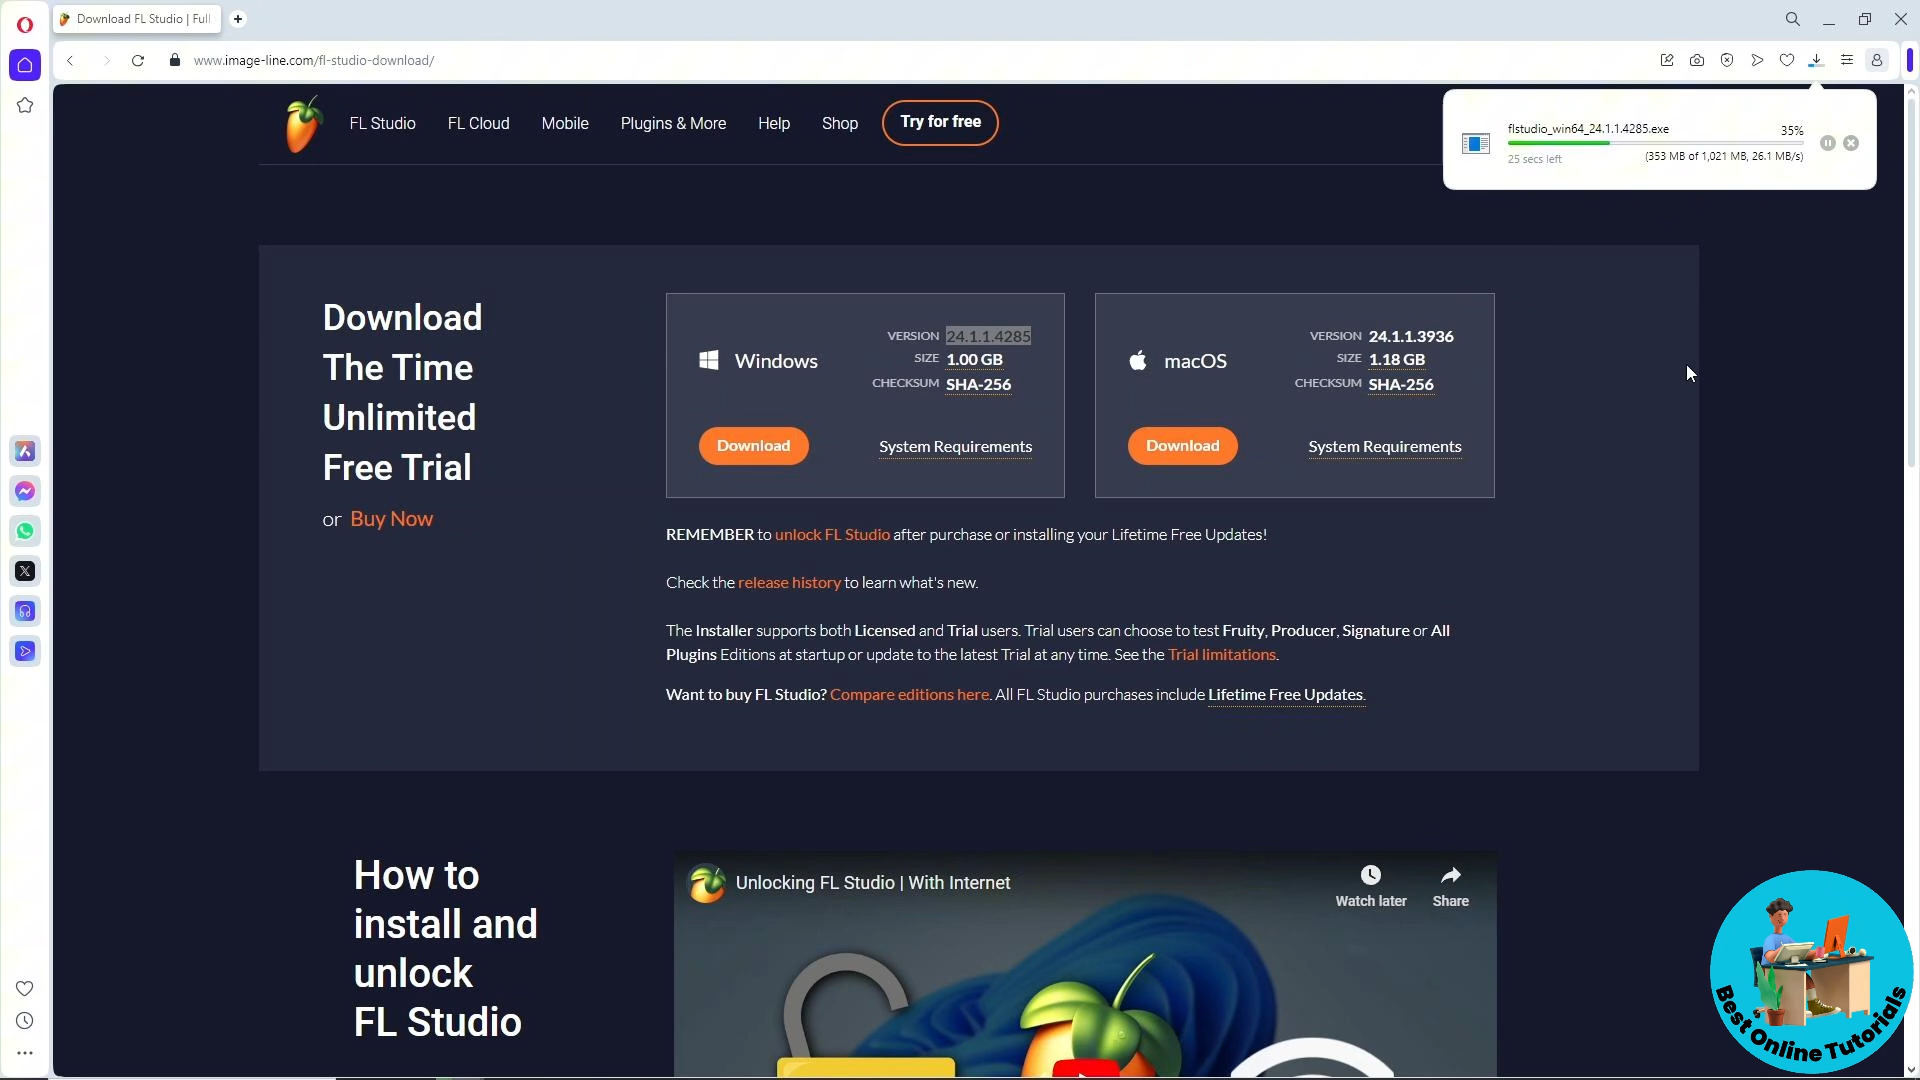 Download FL Studio | Full
www.image-line.com/fl-studio-download/
FL Studio
FL Cloud
Mobile
Plugins & More
Help
Shop
Try for free
flstudio_win64_24.1.1.4285.exe
35%
25 secs left
(353 MB of 1,021 MB, 26.1 MB/s)
Download
The Time
Unlimited
Free Trial
or Buy Now
Windows
VERSION 24.1.1.4285
SIZE 1.00 GB
CHECKSUM SHA-256
Download
System Requirements
macOS
VERSION 24.1.1.3936
SIZE 1.18 GB
CHECKSUM SHA-256
Download
System Requirements
REMEMBER to unlock FL Studio after purchase or installing your Lifetime Free Updates!
Check the release history to learn what's new.
The Installer supports both Licensed and Trial users. Trial users can choose to test Fruity, Producer, Signature or All
Plugins Editions at startup or update to the latest Trial at any time. See the Trial limitations.
Want to buy FL Studio? Compare editions here. All FL Studio purchases include Lifetime Free Updates.
How to
install and
unlock
FL Studio
Unlocking FL Studio | With Internet
Watch later
Share
Best Online Tutorials